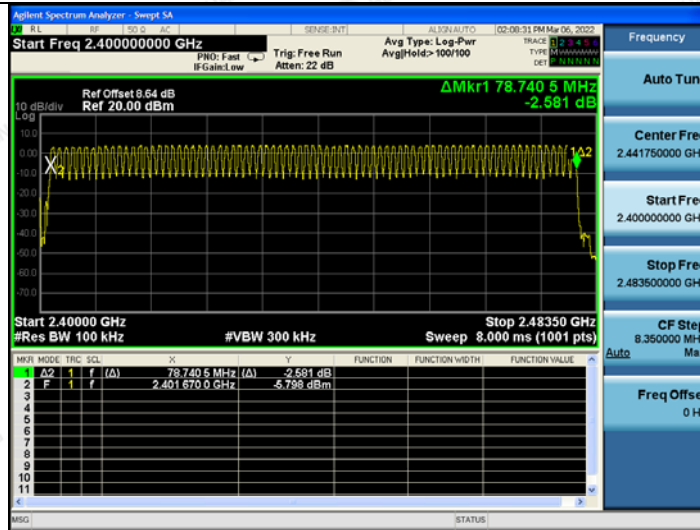 Agilent Spectrum Analyzer - Swept SA
RL RF 50 Ω AC SENSE:INT ALIGN AUTO 02:08:31 PM Mar 06, 2022
Start Freq 2.400000000 GHz
PNO: Fast
IFGain:Low
Trig: Free Run
Atten: 22 dB
Avg Type: Log-Pwr
Avg|Hold:> 100/100
TRACE 1 2 3 4 5 6
TYPE
DET P N N N N N
ΔMkr1 78.740 5 MHz
-2.581 dB
Ref Offset 8.64 dB
10 dB/div Ref 20.00 dBm
Log
10.0
0.00
-10.0
-20.0
-30.0
-40.0
-50.0
-60.0
-70.0
2
1Δ2
Start 2.40000 GHz Stop 2.48350 GHz
#Res BW 100 kHz #VBW 300 kHz Sweep 8.000 ms (1001 pts)
MKR MODE TRC SCL X Y FUNCTION FUNCTION WIDTH FUNCTION VALUE
1 Δ2 1 f (Δ) 78.740 5 MHz (Δ) -2.581 dB
2 F 1 f 2.401 670 0 GHz -5.798 dBm
3
4
5
6
7
8
9
10
11
MSG STATUS
Frequency
Auto Tun
Center Fre
2.441750000 GH
Start Fre
2.400000000 GH
Stop Fre
2.483500000 GH
CF Step
8.350000 MH
Auto Ma
Freq Offse
0 H